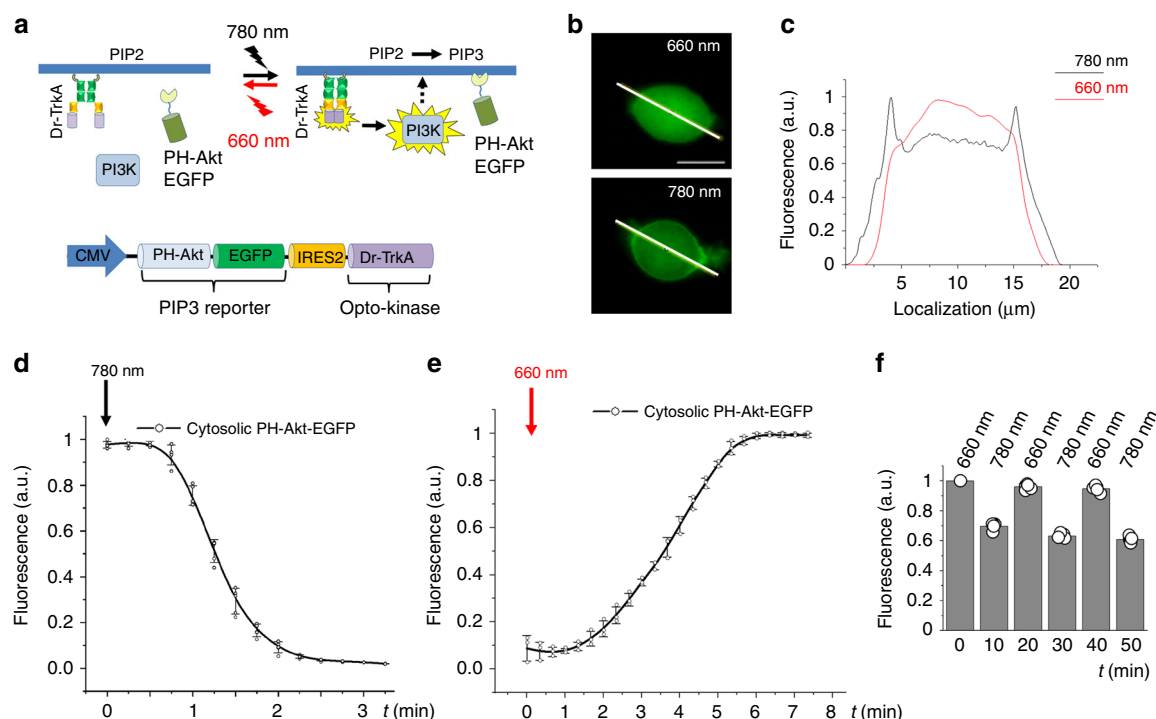 a
780 nm
PIP2
PIP2 PIP3
Dr-TrkA
Dr-TrkA
660 nm
PI3K
PH-Akt
EGFP
PI3K
PH-Akt
EGFP
CMV PH-Akt EGFP IRES2 Dr-TrkA
PIP3 reporter Opto-kinase
b
660 nm
780 nm
c
780 nm
660 nm
Fluorescence (a.u.)
1
0.8
0.6
0.4
0.2
0
5 10 15 20
Localization (μm)
d
780 nm
Cytosolic PH-Akt-EGFP
Fluorescence (a.u.)
1
0.8
0.6
0.4
0.2
0.0
0 1 2 3 t (min)
e
660 nm
Cytosolic PH-Akt-EGFP
Fluorescence (a.u.)
1
0.8
0.6
0.4
0.2
0.0
0 1 2 3 4 5 6 7 8 t (min)
f
660 nm 780 nm 660 nm 780 nm 660 nm 780 nm
Fluorescence (a.u.)
1
0.8
0.6
0.4
0.2
0
0 10 20 30 40 50
t (min)